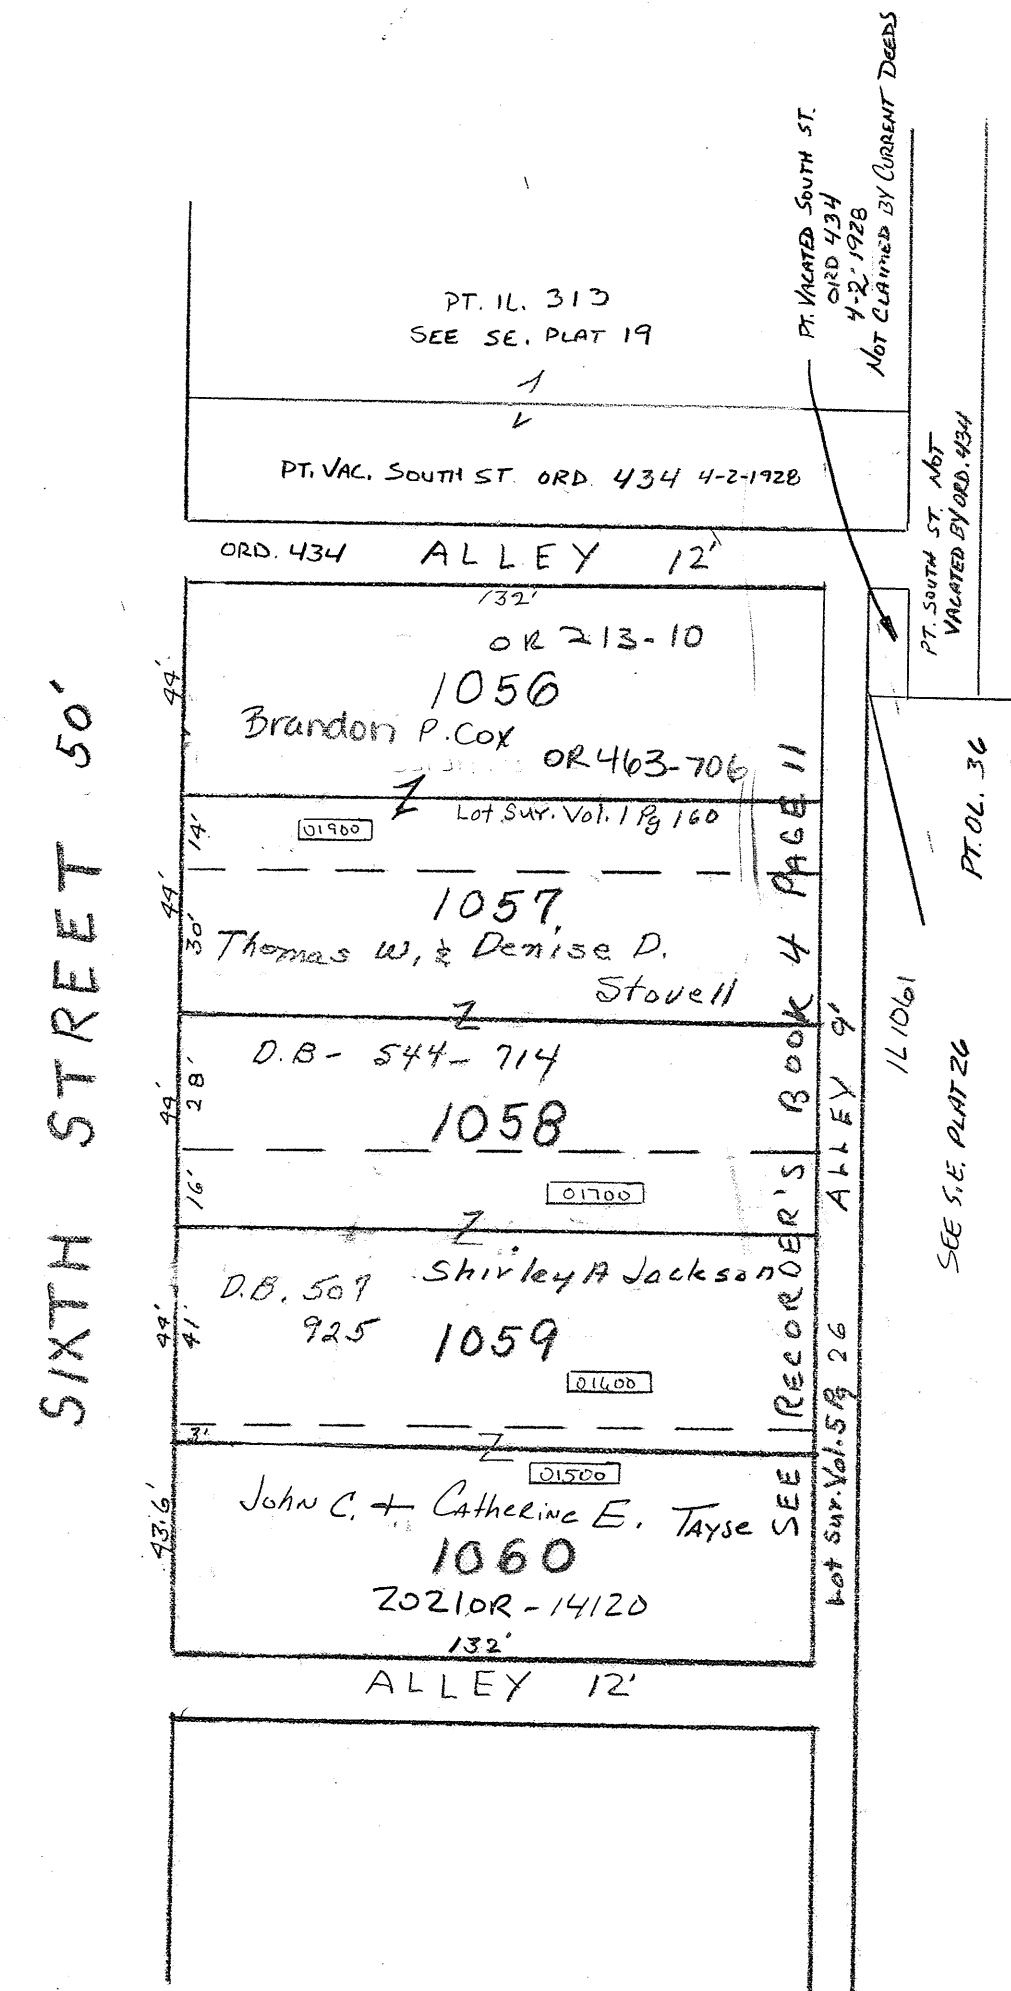 PT. VACATED SOUTH ST.
ORD 434
4-2-1928
NOT CLAIMED BY CURRENT DEEDS
PT. IL. 313
SEE SE. PLAT 19
PT. VAC. SOUTH ST. ORD. 434 4-2-1928
PT. SOUTH ST. NOT
VACATED BY ORD. 434
ORD. 434 ALLEY 12'
132'
OR 213-10
44'
1056
Brandon P. Cox
OR 463-706
SIXTH STREET 50'
Lot Sur. Vol. 1 Pg 160
14'
01900
44'
1057
30'
Thomas W. & Denise D.
Stovell
PT. OL. 36
D.B- 544-714
44'
28'
1058
16'
01700
SEE RECORDER'S BOOK 4 PAGE 11
ALLEY 9'
IL 1061
SEE S.E. PLAT 26
Shirley A Jackson
D.B. 507
925
44'
41'
1059
01600
3'
Lot Sur. Vol. 5 Pg 26
01500
John C. + Catherine E. Tayse
43'6'
1060
2021OR-14120
132'
ALLEY 12'